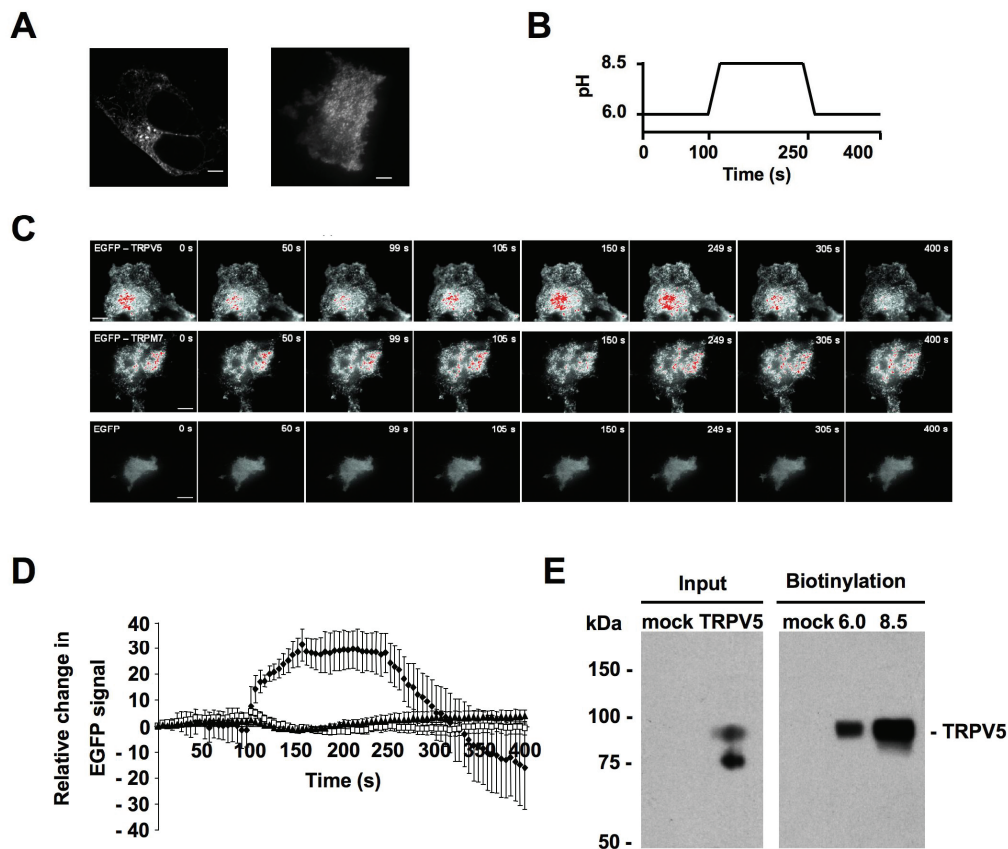 A
B
8.5
6.0
pH
0 100 250 400
Time (s)
C
EGFP – TRPV5 0 s 50 s 99 s 105 s 150 s 249 s 305 s 400 s
EGFP – TRPM7 0 s 50 s 99 s 105 s 150 s 249 s 305 s 400 s
EGFP 0 s 50 s 99 s 105 s 150 s 249 s 305 s 400 s
D
Relative change in
EGFP signal
40
30
20
10
0
- 10
- 20
- 30
- 40
50 100 150 200 250 300 350 400
Time (s)
E
Input Biotinylation
kDa mock TRPV5 mock 6.0 8.5
150 -
100 -
- TRPV5
75 -
50 -